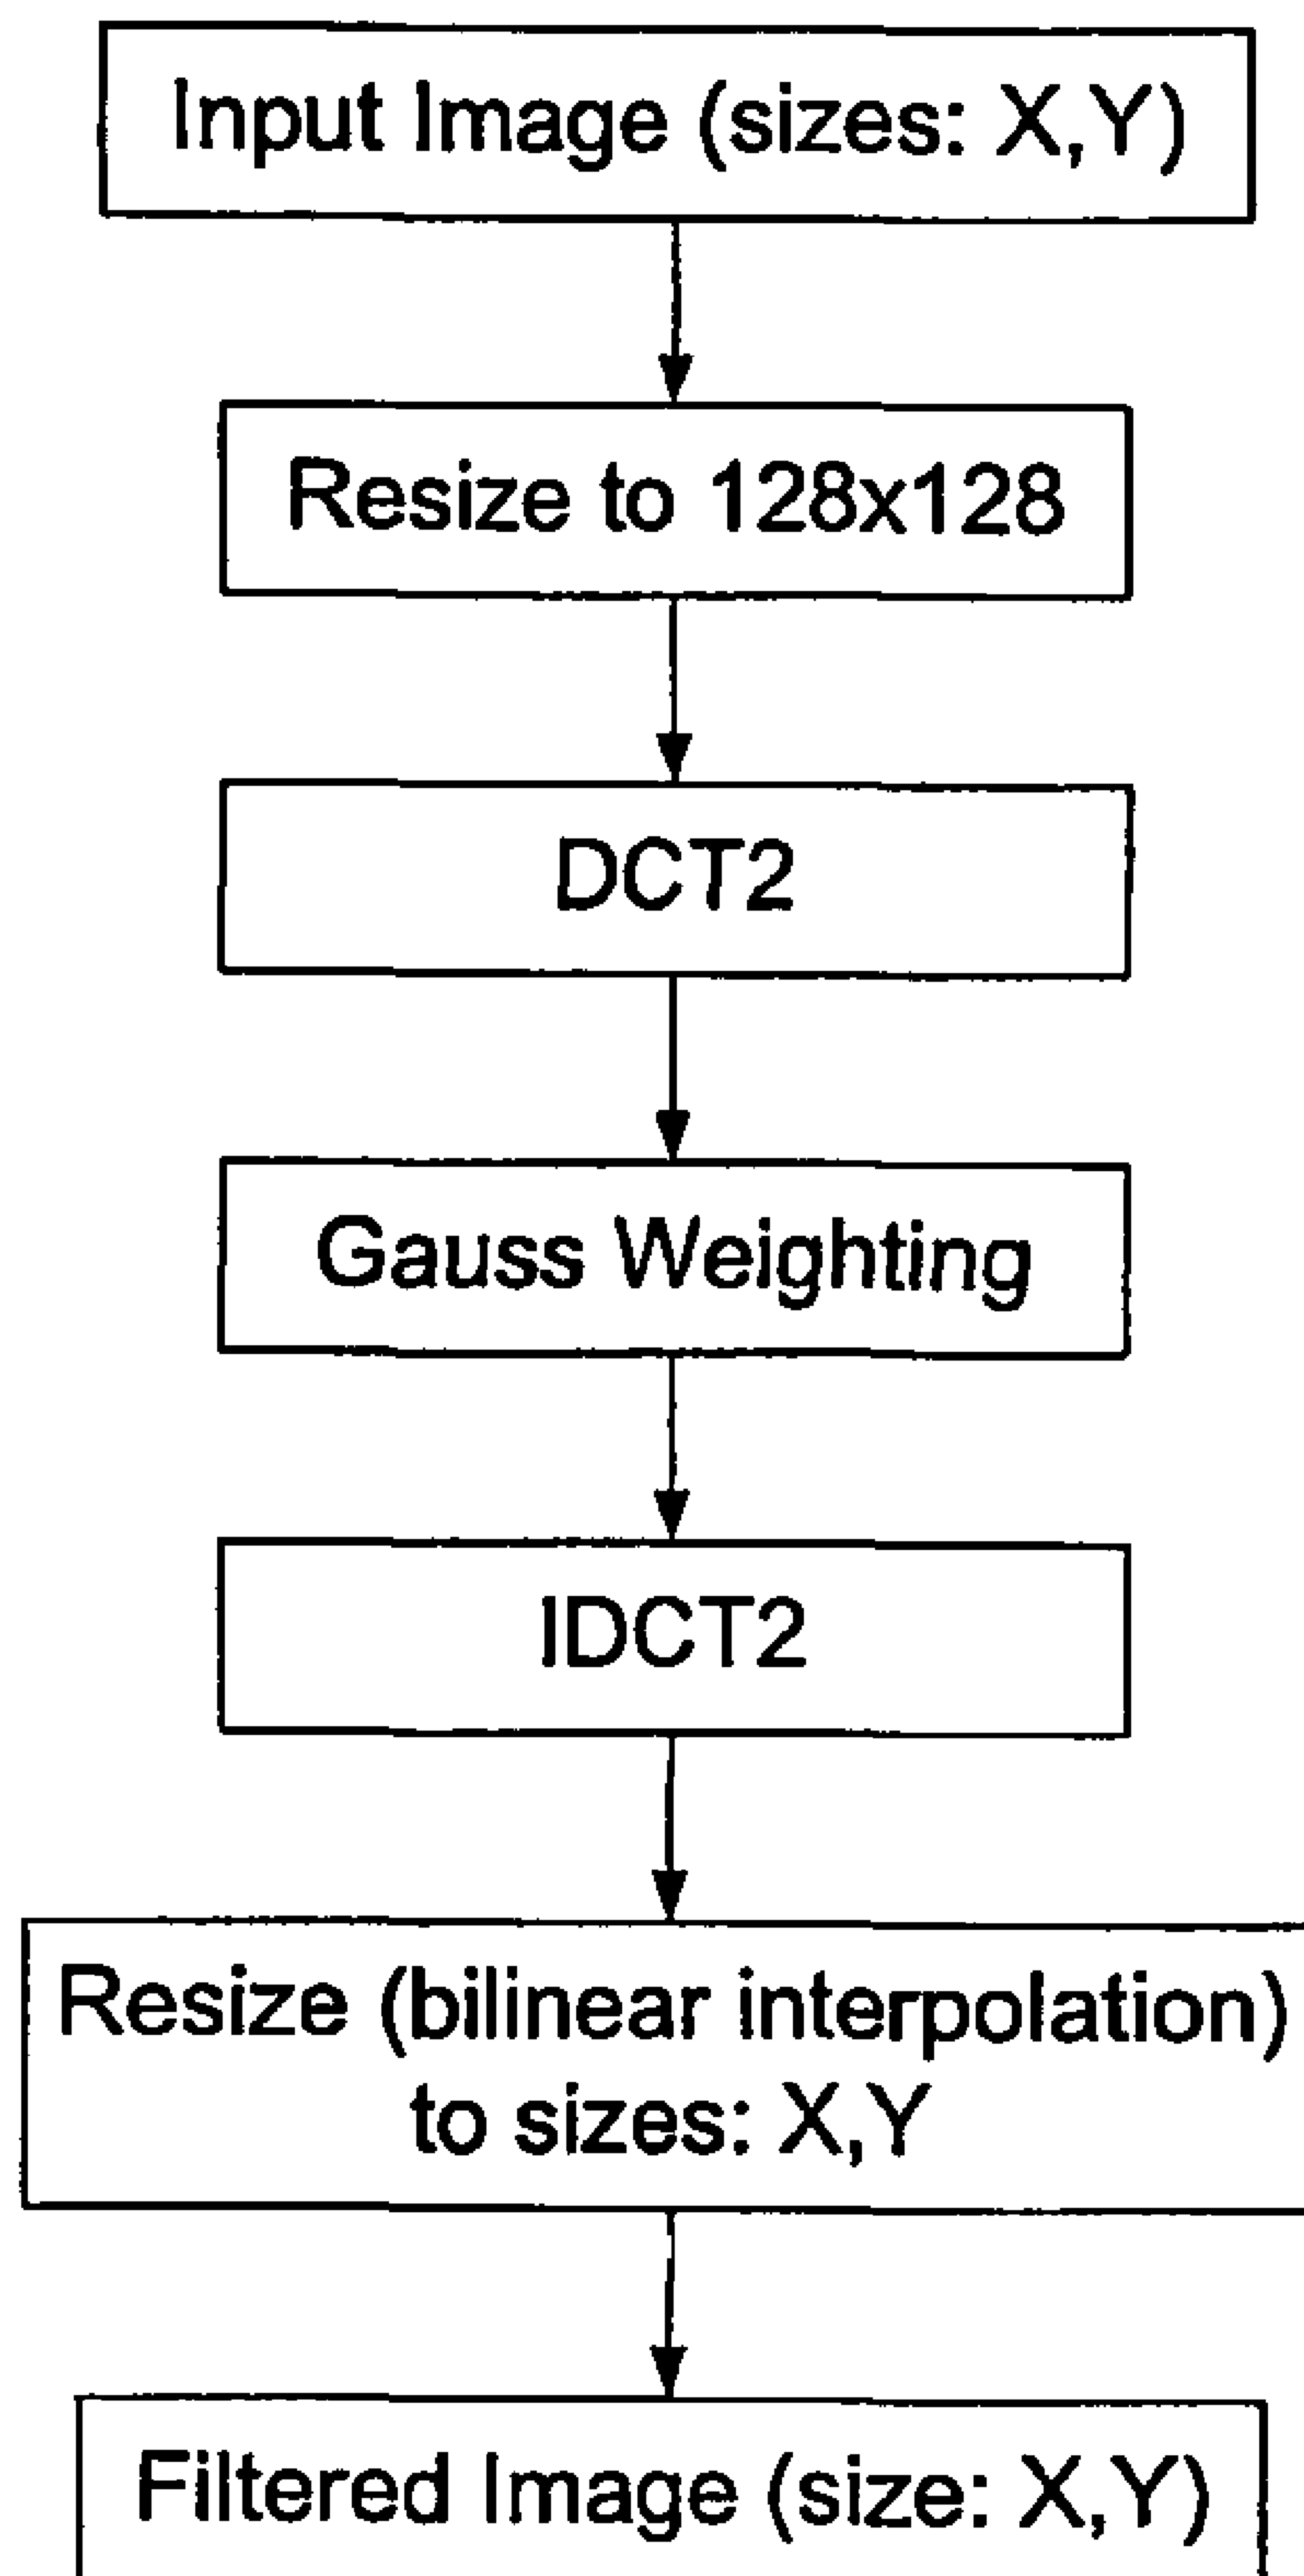 Input Image (sizes: X,Y)
Resize to 128x128
DCT2
Gauss Weighting
IDCT2
Resize (bilinear interpolation)
to sizes: X,Y
Filtered Image (size: X,Y)